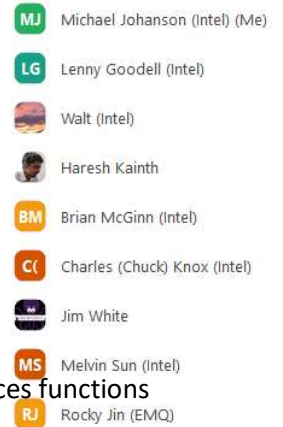 MJ Michael Johanson (Intel) (Me)
LG Lenny Goodell (Intel)
Walt (Intel)
Haresh Kainth
BM Brian McGinn (Intel)
C( Charles (Chuck) Knox (Intel)
Jim White
MS Melvin Sun (Intel)
ces functions
RJ Rocky Jin (EMQ)